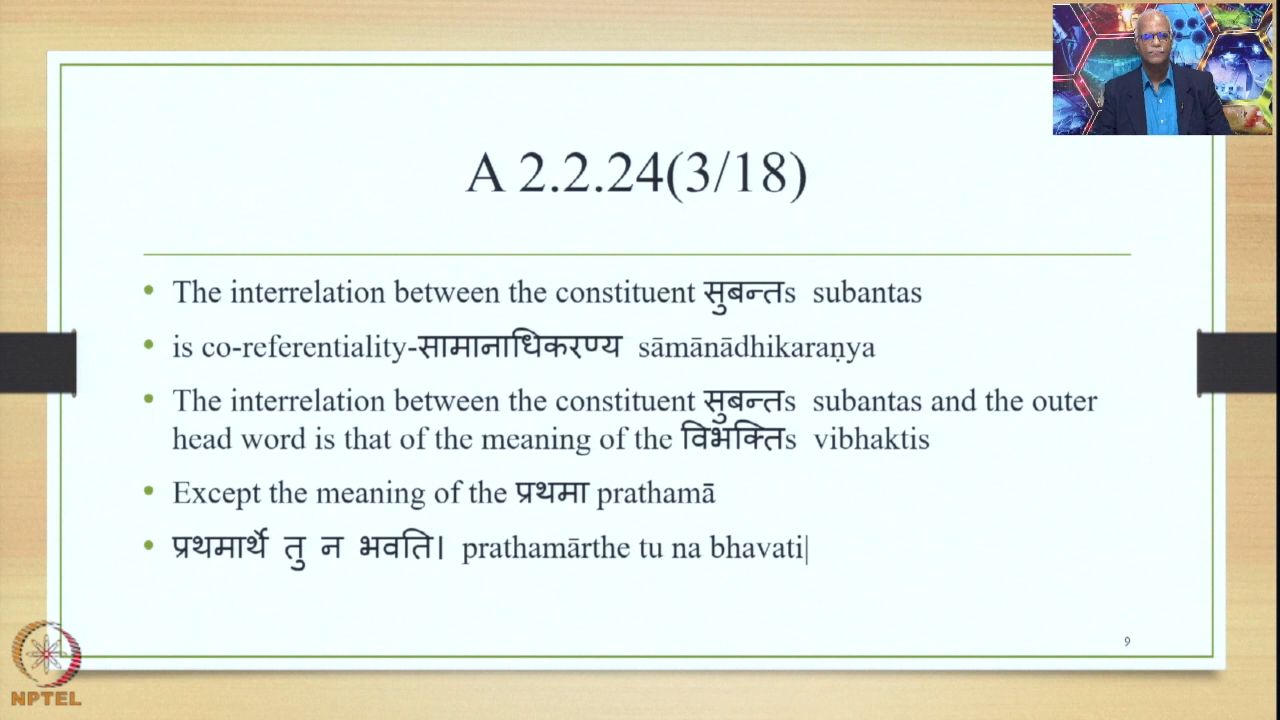 A 2.2.24(3/18)
• The interrelation between the constituent सुबन्तs subantas
• is co-referentiality-सामानाधिकरण्य sāmānādhikaraṇya
• The interrelation between the constituent सुबन्तs subantas and the outer
head word is that of the meaning of the विभक्तिs vibhaktis
• Except the meaning of the प्रथमा prathamā
• प्रथमार्थे तु न भवति। prathamārthe tu na bhavati|
9
NPTEL